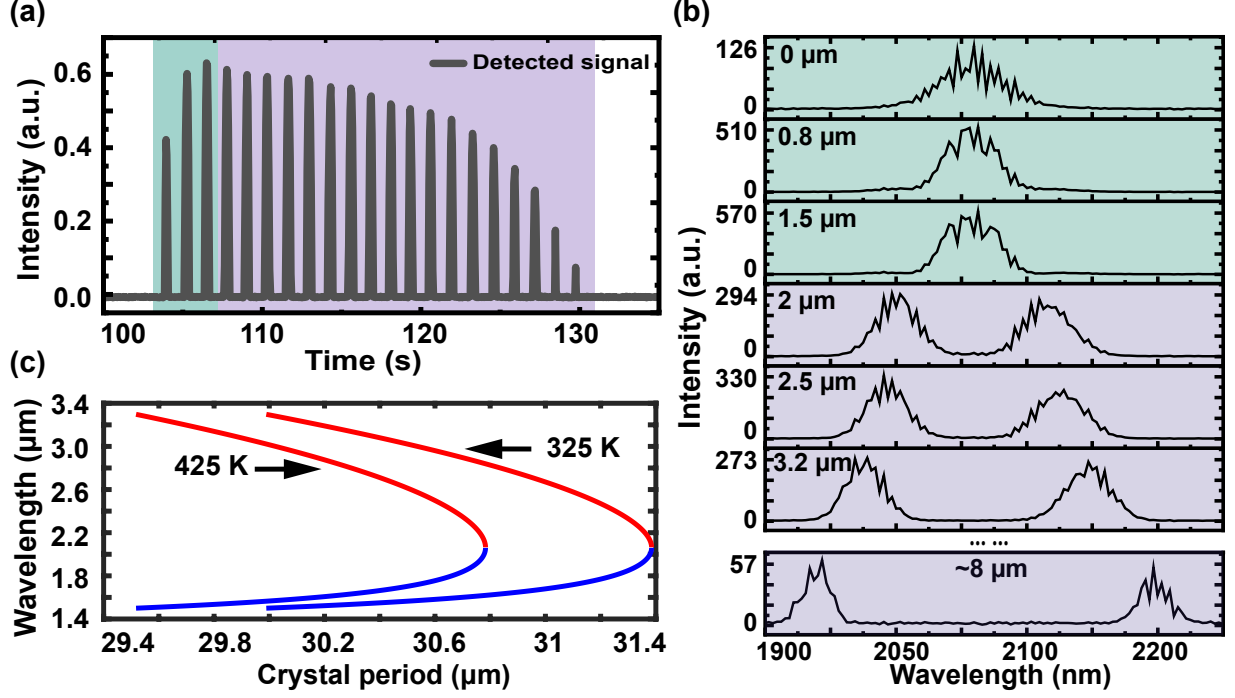 (a)
Intensity (a.u.)
0.6
0.4
0.2
0.0
Detected signal
100
110
120
130
Time (s)
(b)
Intensity (a.u.)
126
0
0 µm
510
0
0.8 µm
570
0
1.5 µm
294
0
2 µm
330
0
2.5 µm
273
0
3.2 µm
... ...
57
0
~8 µm
1900
2050
2100
2200
Wavelength (nm)
(c)
Wavelength (µm)
3.4
3.0
2.6
2.2
1.8
1.4
425 K
325 K
29.4
29.8
30.2
30.6
31
31.4
Crystal period (µm)